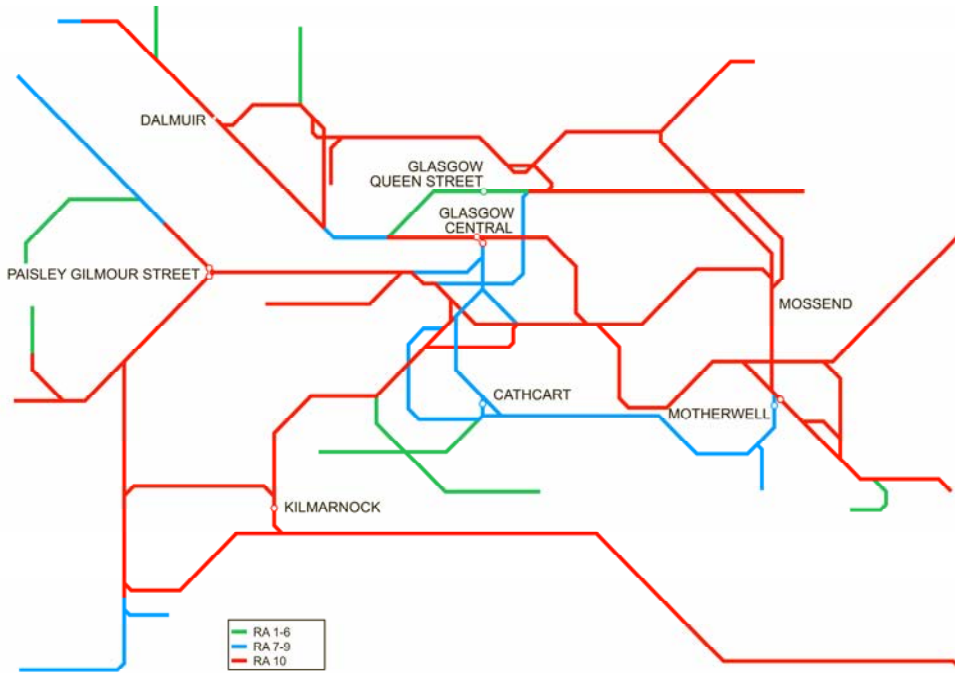 DALMUIR
GLASGOW
QUEEN STREET
GLASGOW
CENTRAL
PAISLEY GILMOUR STREET
MOSSEND
CATHCART
MOTHERWELL
KILMARNOCK
RA 1-6
RA 7-9
RA 10